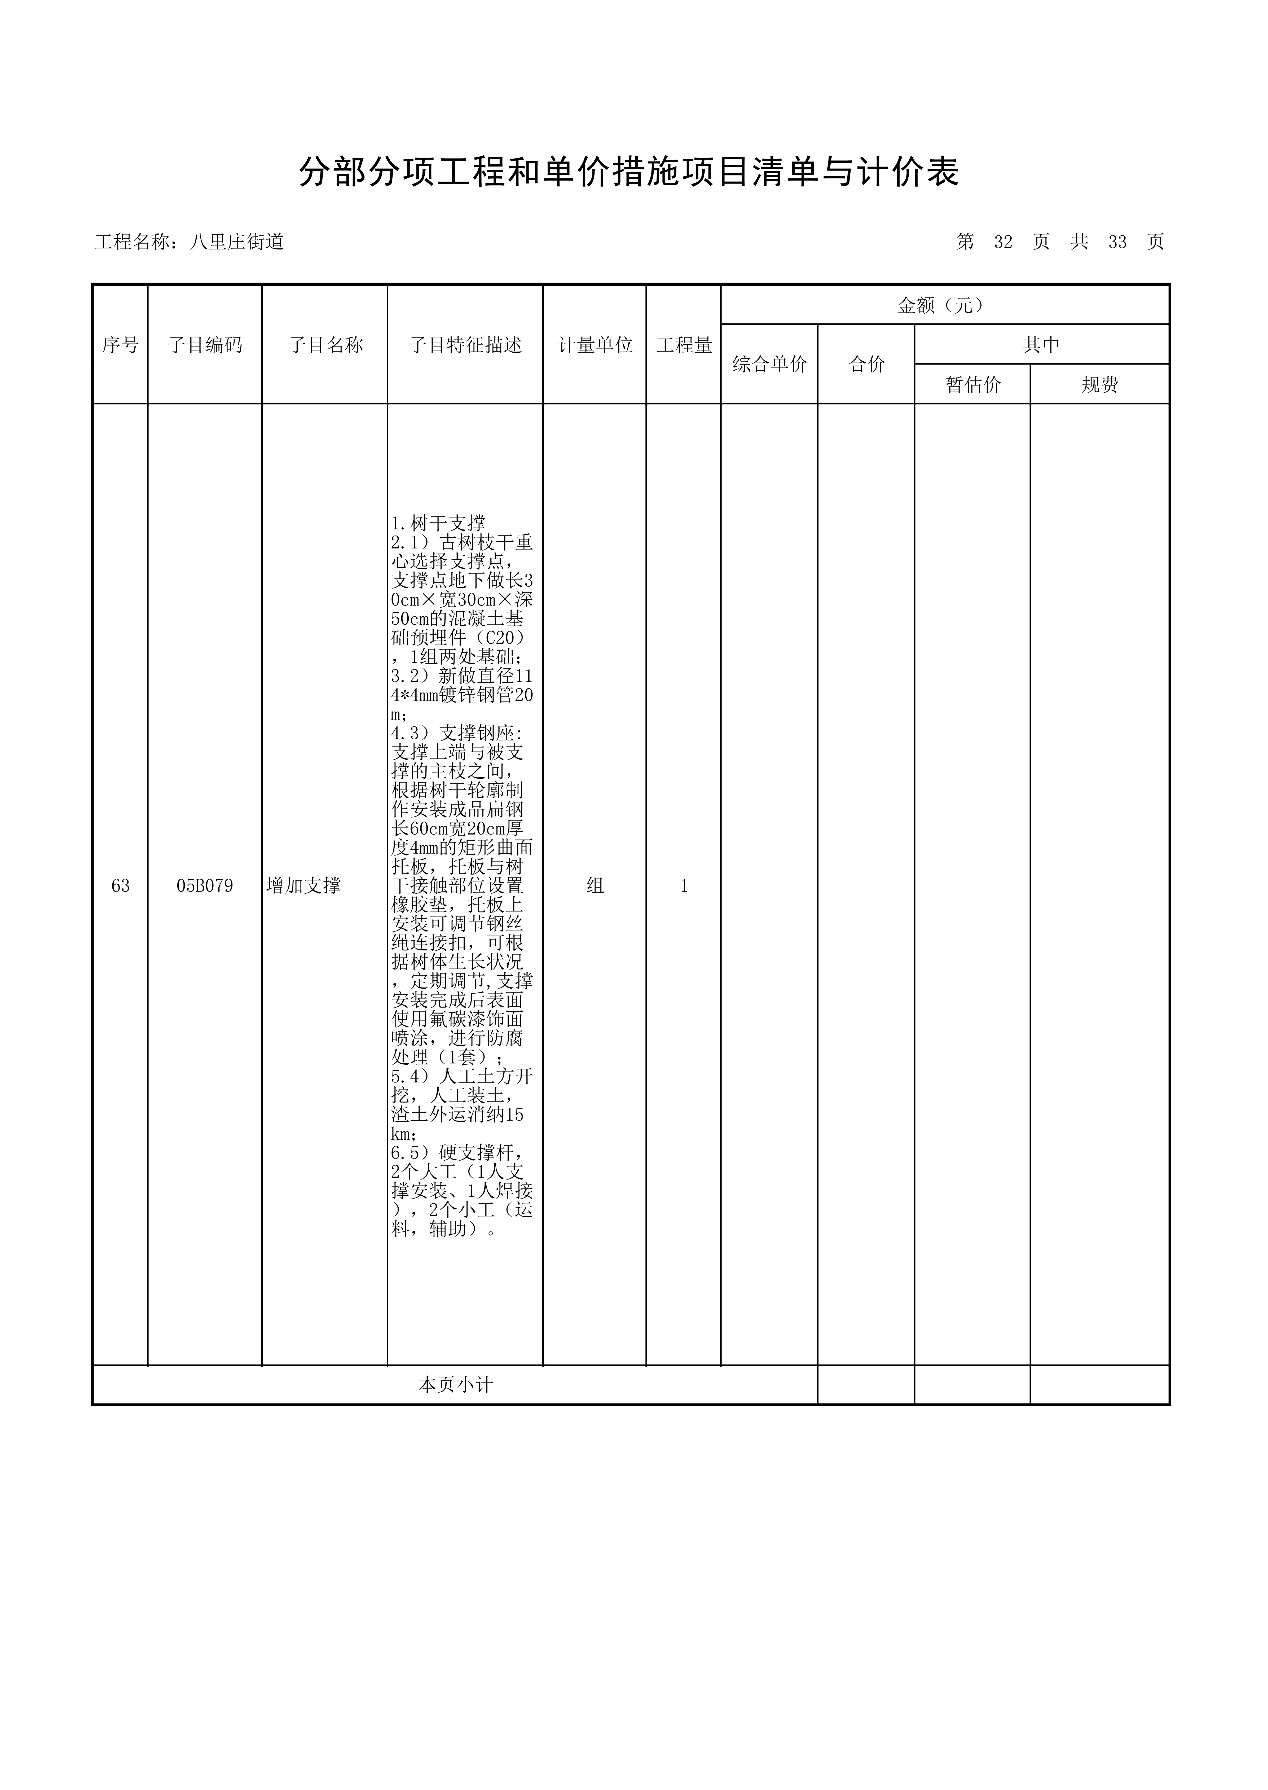 分部分项工程和单价措施项目清单与计价表
工程名称：八里庄街道
第 32 页 共 33 页
序号
子目编码
子目名称
子目特征描述
计量单位
工程量
金额（元）
综合单价
合价
其中
暂估价
规费
63
05B079
增加支撑
1.树干支撑
2.1）古树枝干重
心选择支撑点，
支撑点地下做长3
0cm×宽30cm×深
50cm的混凝土基
础预埋件（C20）
，1组两处基础；
3.2）新做直径11
4*4mm镀锌钢管20
m；
4.3）支撑钢座：
支撑上端与被支
撑的主枝之间，
根据树干轮廓制
作安装成品扁钢
长60cm宽20cm厚
度4mm的矩形曲面
托板，托板与树
干接触部位设置
橡胶垫，托板上
安装可调节钢丝
绳连接扣，可根
据树体生长状况
，定期调节,支撑
安装完成后表面
使用氟碳漆饰面
喷涂，进行防腐
处理（1套）；
5.4）人工土方开
挖，人工装土，
渣土外运消纳15
km；
6.5）硬支撑杆，
2个大工（1人支
撑安装、1人焊接
），2个小工（运
料，辅助）。
组
1
本页小计